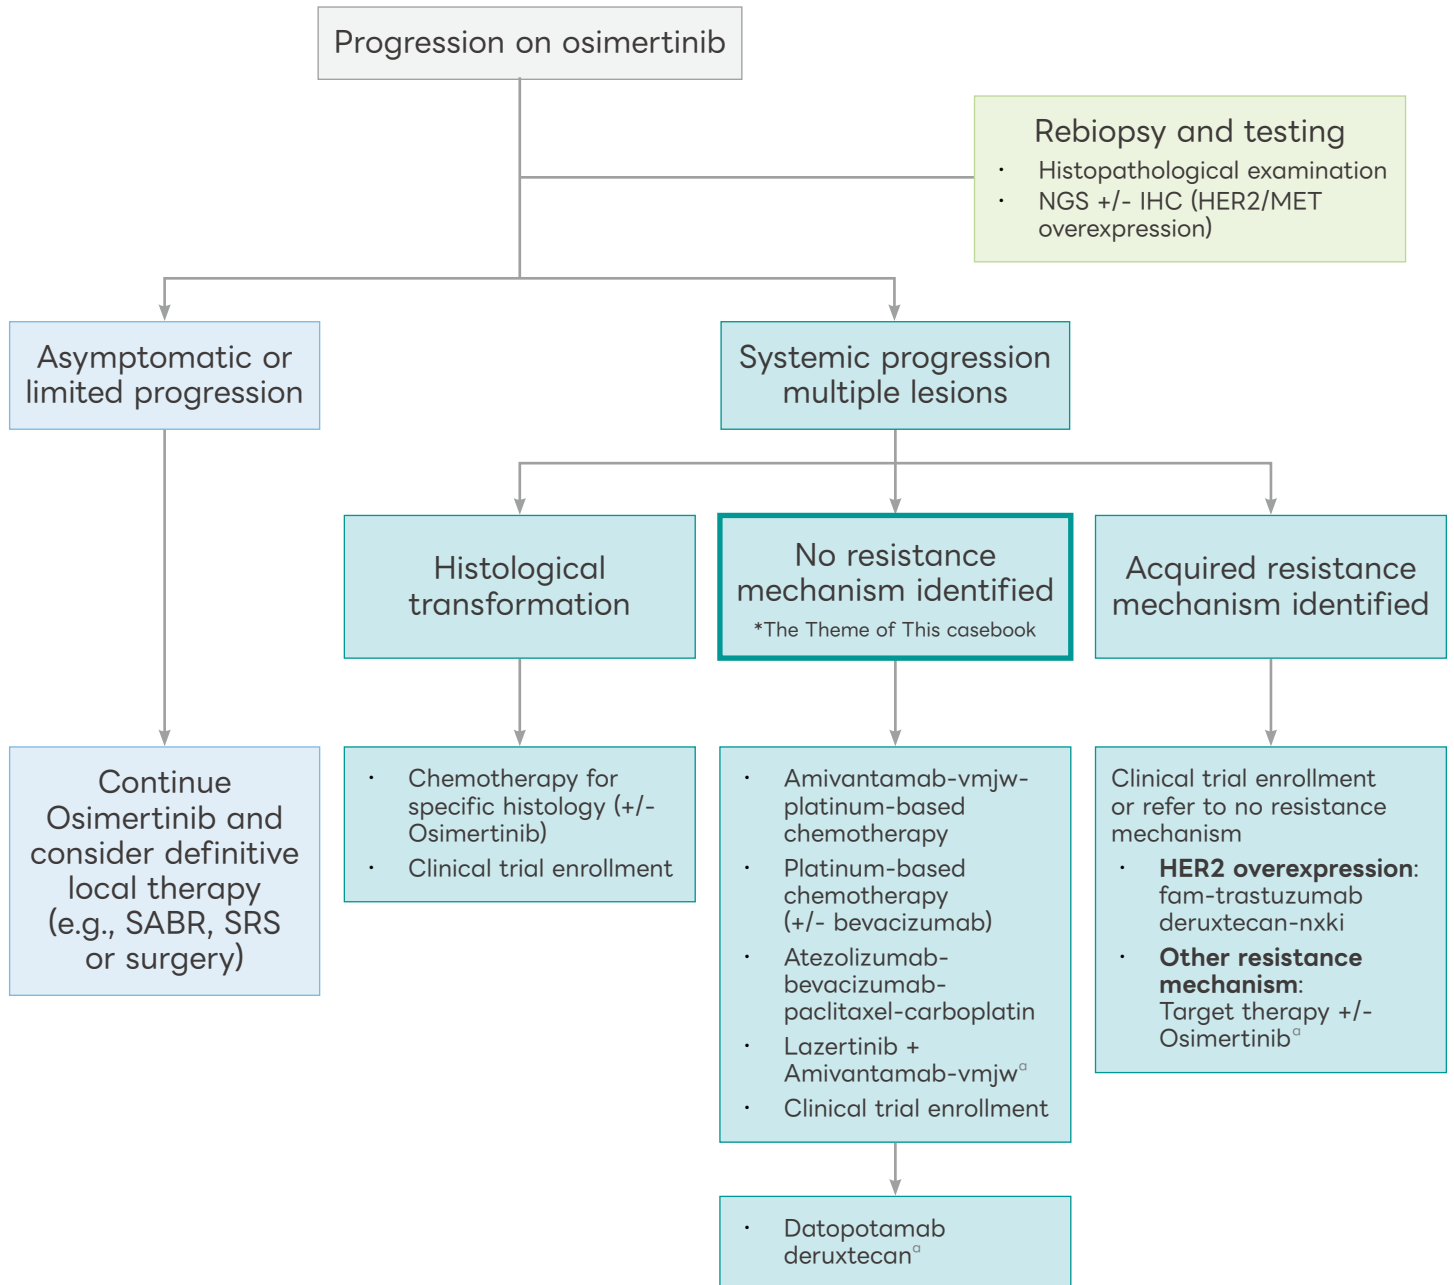 Progression on osimertinib
Rebiopsy and testing
· Histopathological examination
· NGS +/- IHC (HER2/MET
overexpression)
Asymptomatic or
limited progression
Systemic progression
multiple lesions
Histological
transformation
No resistance
mechanism identified
*The Theme of This casebook
Acquired resistance
mechanism identified
Continue
Osimertinib and
consider definitive
local therapy
(e.g., SABR, SRS
or surgery)
· Chemotherapy for
specific histology (+/-
Osimertinib)
· Clinical trial enrollment
· Amivantamab-vmjw-
platinum-based
chemotherapy
· Platinum-based
chemotherapy
(+/- bevacizumab)
· Atezolizumab-
bevacizumab-
paclitaxel-carboplatin
· Lazertinib +
Amivantamab-vmjwᵅ
· Clinical trial enrollment
Clinical trial enrollment
or refer to no resistance
mechanism
· HER2 overexpression:
fam-trastuzumab
deruxtecan-nxki
· Other resistance
mechanism:
Target therapy +/-
Osimertinibᵅ
· Datopotamab
deruxtecanᵅ